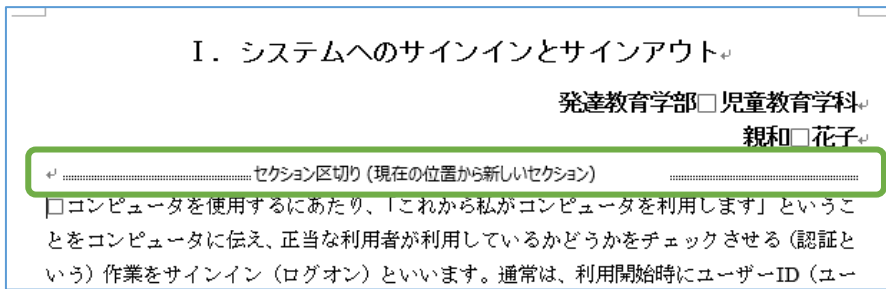 Ⅰ．システムへのサインインとサインアウト↵
発達教育学部□児童教育学科↵
親和□花子↵
↵セクション区切り (現在の位置から新しいセクション)
□コンピュータを使用するにあたり、「これから私がコンピュータを利用します」というこ
とをコンピュータに伝え、正当な利用者が利用しているかどうかをチェックさせる（認証と
いう）作業をサインイン（ログオン）といいます。通常は、利用開始時にユーザーID（ユー